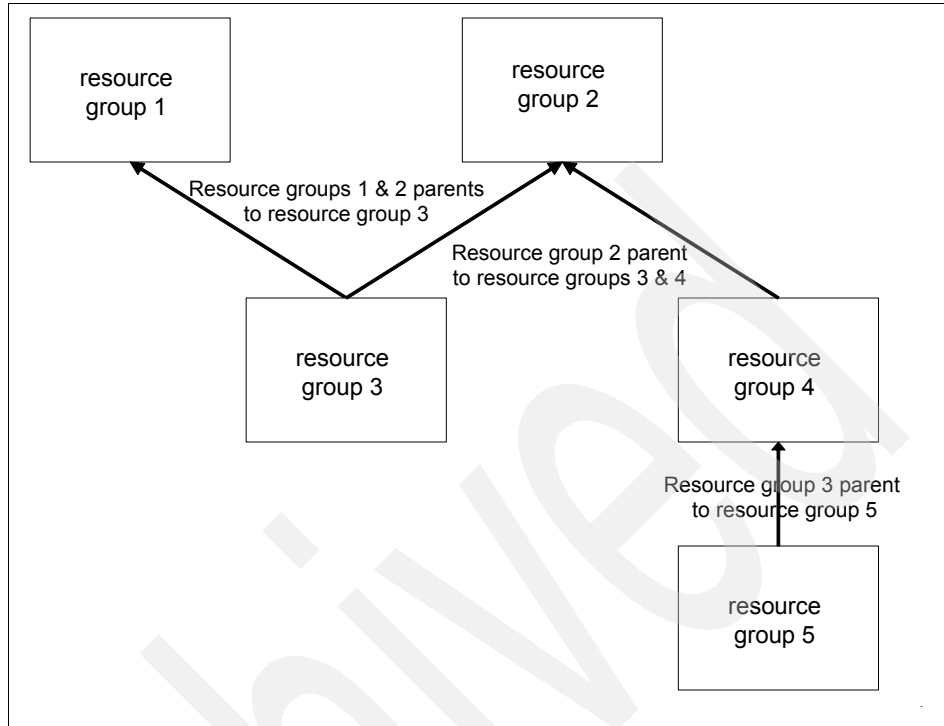 resource
group 1
resource
group 2
Resource groups 1 & 2 parents
to resource group 3
Resource group 2 parent
to resource groups 3 & 4
resource
group 3
resource
group 4
Resource group 3 parent
to resource group 5
resource
group 5
hived